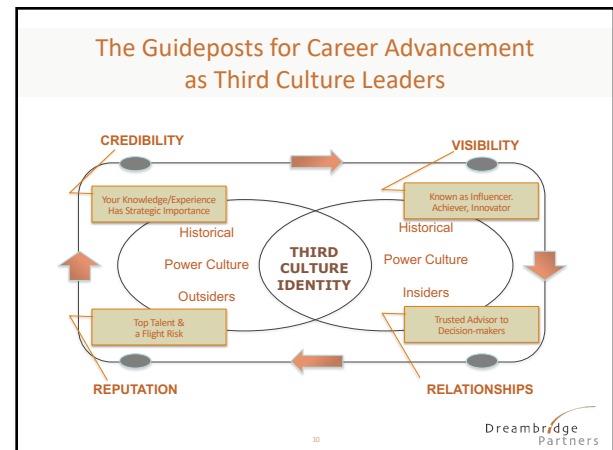 The Guideposts for Career Advancement
as Third Culture Leaders
CREDIBILITY
VISIBILITY
Your Knowledge/Experience
Has Strategic Importance
Known as Influencer.
Achiever, Innovator
Historical
Power Culture
Outsiders
THIRD
CULTURE
IDENTITY
Historical
Power Culture
Insiders
Top Talent &
a Flight Risk
Trusted Advisor to
Decision-makers
REPUTATION
RELATIONSHIPS
10
Dreambridge
Partners